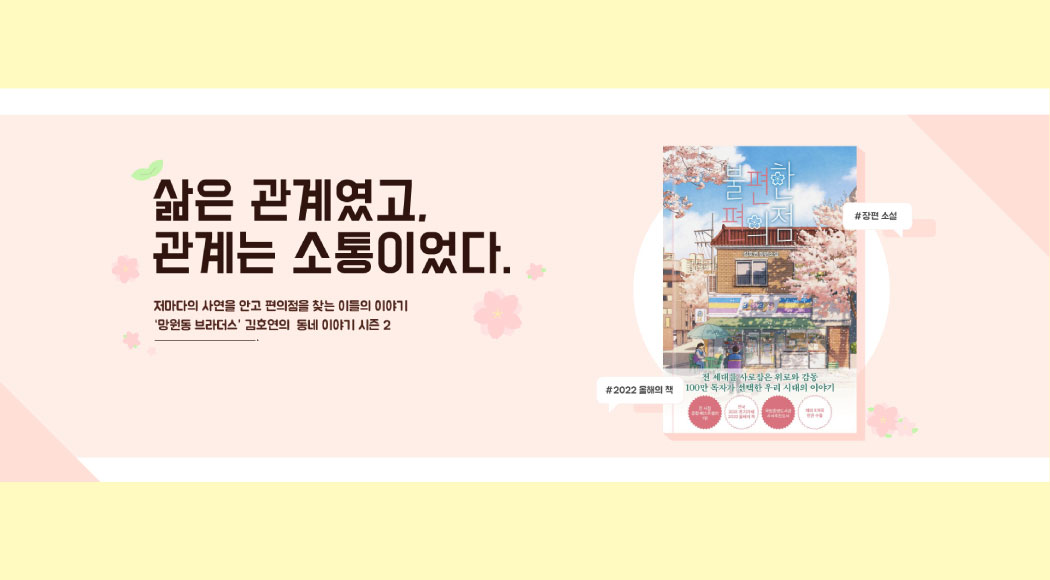 삶은 관계였고,
관계는 소통이었다.
저마다의 사연을 안고 편의점을 찾는 이들의 이야기
'망원동 브라더스' 김호연의 동네 이야기 시즌 2
불편한
편의점
#장편 소설
#2022 올해의 책
전 세대를 사로잡은 위로와 감동
100만 독자가 선택한 우리 시대의 이야기